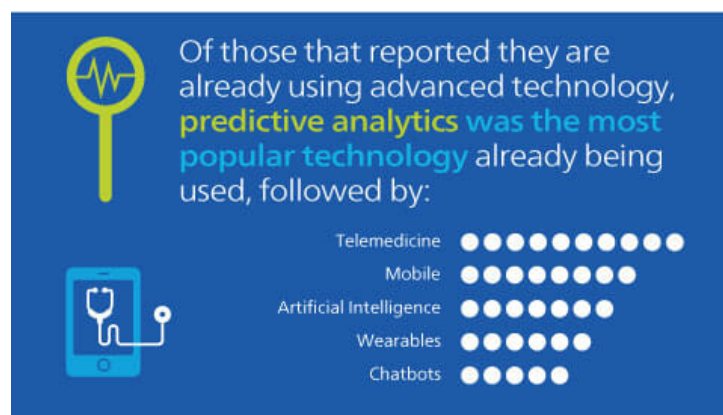 Of those that reported they are
already using advanced technology,
predictive analytics was the most
popular technology already being
used, followed by:
Telemedicine
Mobile
Artificial Intelligence
Wearables
Chatbots